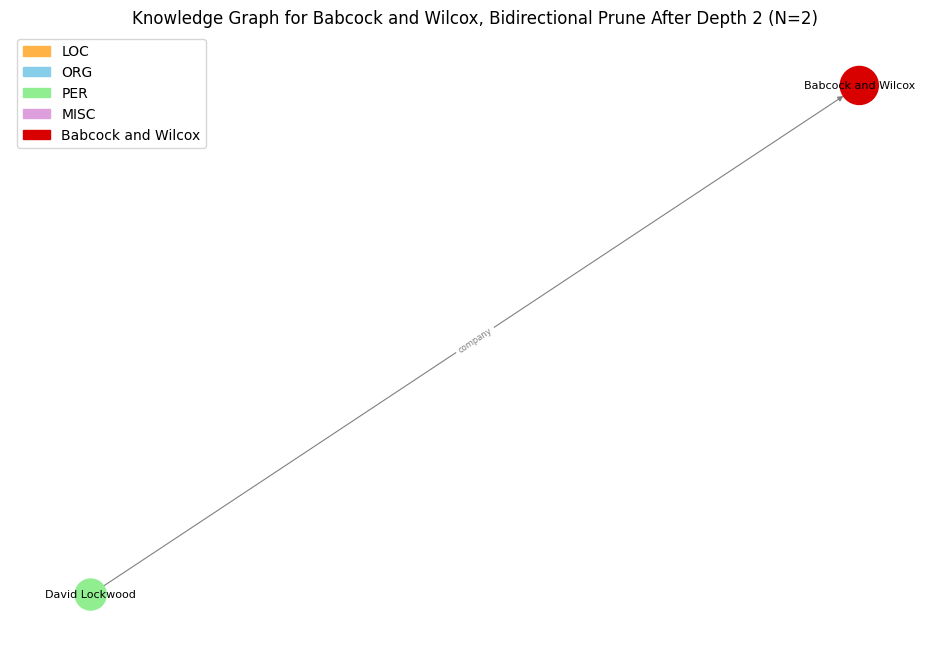 Knowledge Graph for Babcock and Wilcox, Bidirectional Prune After Depth 2 (N=2)
LOC
ORG
PER
MISC
Babcock and Wilcox
Babcock and Wilcox
company
David Lockwood